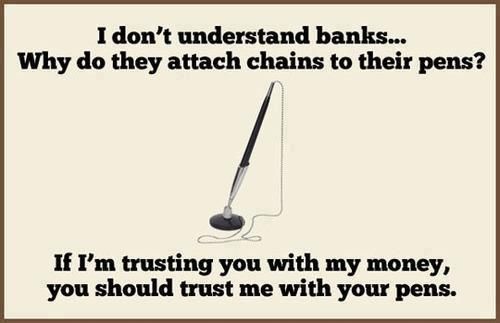 I don't understand banks...
Why do they attach chains to their pens?
If I'm trusting you with my money,
you should trust me with your pens.